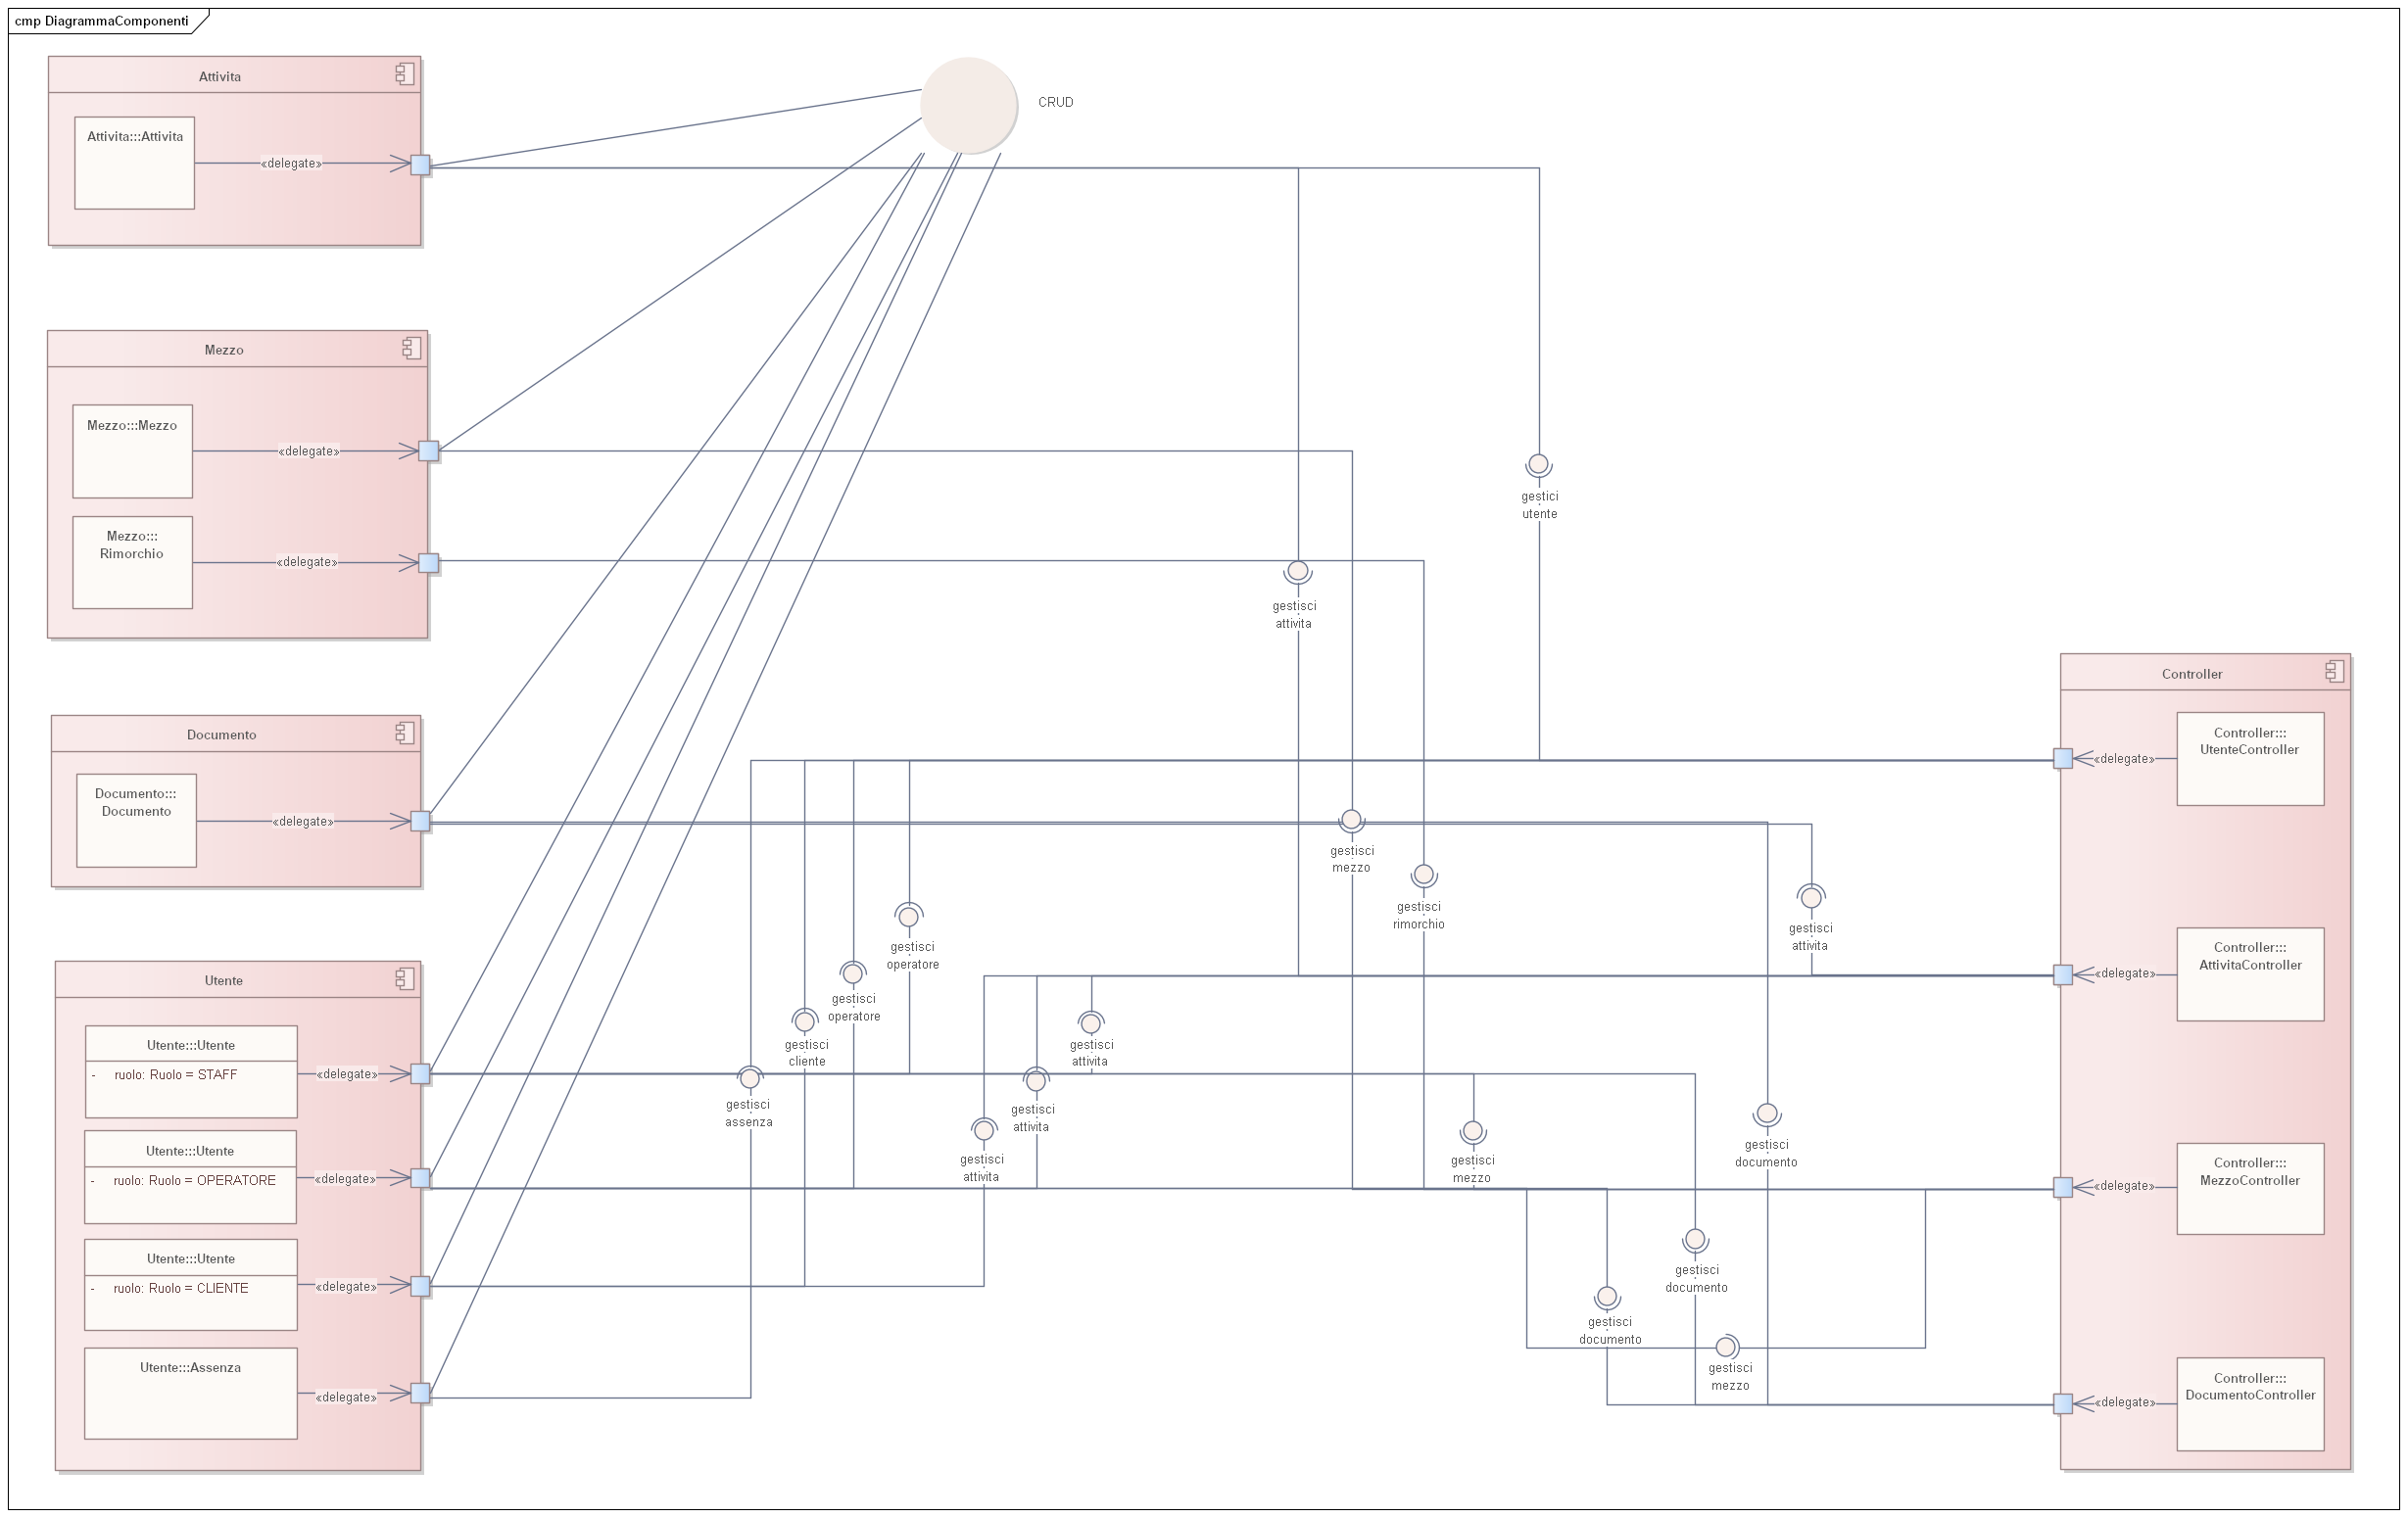 cmp DiagrammaComponenti
Attivita
Attivita:::Attivita
«delegate»
CRUD
Mezzo
Mezzo:::Mezzo
«delegate»
Mezzo:::
Rimorchio
«delegate»
gestici
utente
gestisci
attivita
Documento
Documento:::
Documento
«delegate»
gestisci
mezzo
gestisci
rimorchio
gestisci
attivita
gestisci
operatore
gestisci
operatore
gestisci
cliente
gestisci
attivita
gestisci
assenza
gestisci
attivita
gestisci
attivita
gestisci
mezzo
gestisci
documento
gestisci
documento
gestisci
documento
gestisci
mezzo
Utente
Utente:::Utente
- ruolo: Ruolo = STAFF
«delegate»
Utente:::Utente
- ruolo: Ruolo = OPERATORE
«delegate»
Utente:::Utente
- ruolo: Ruolo = CLIENTE
«delegate»
Utente:::Assenza
«delegate»
Controller
Controller:::
UtenteController
«delegate»
Controller:::
AttivitaController
«delegate»
Controller:::
MezzoController
«delegate»
Controller:::
DocumentoController
«delegate»